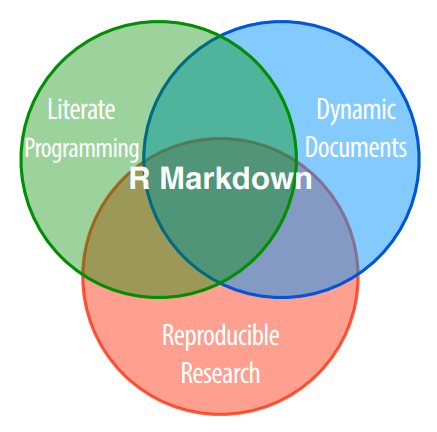 Literate
Programming
Dynamic
Documents
R Markdown
Reproducible
Research